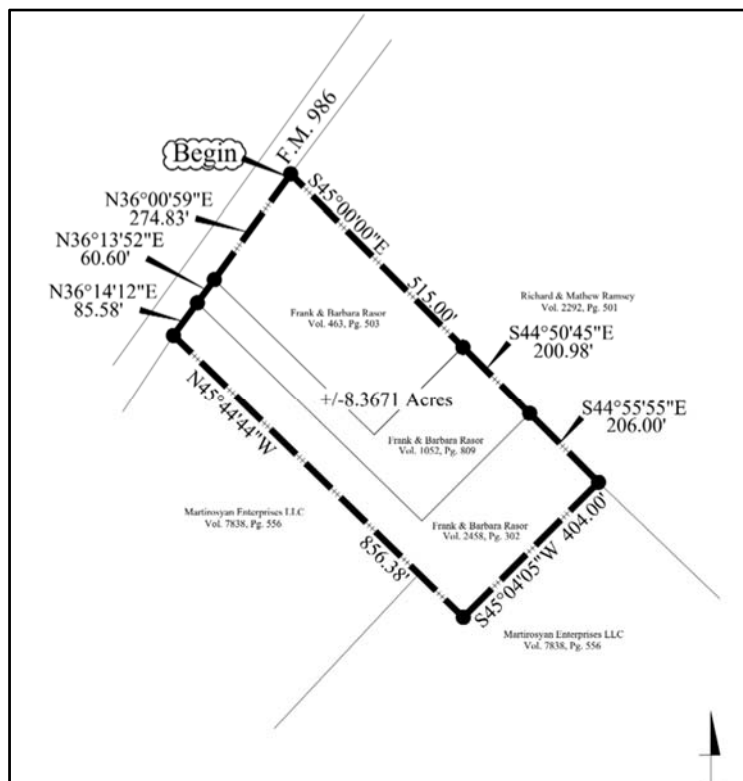 F.M. 986
Begin
N36°00'59"E
274.83'
N36°13'52"E
60.60'
N36°14'12"E
85.58'
S45°00'00"E
515.00'
Richard & Mathew Ramsey
Vol. 2292, Pg. 501
Frank & Barbara Rasor
Vol. 463, Pg. 503
S44°50'45"E
200.98'
+/-8.3671 Acres
S44°55'55"E
206.00'
Frank & Barbara Rasor
Vol. 1052, Pg. 809
N45°44'44"W
856.38'
Martirosyan Enterprises LLC
Vol. 7838, Pg. 556
Frank & Barbara Rasor
Vol. 2458, Pg. 302
S45°04'05"W 404.00'
Martirosyan Enterprises LLC
Vol. 7838, Pg. 556